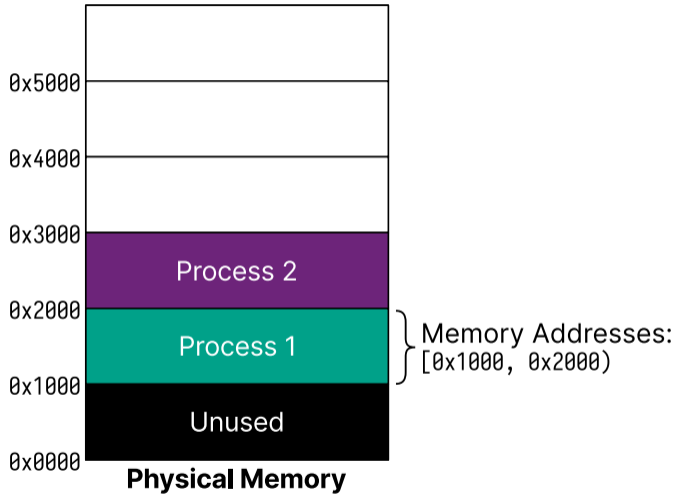 0x5000
0x4000
0x3000
Process 2
0x2000
Process 1
Memory Addresses:
[0x1000, 0x2000)
0x1000
Unused
0x0000
Physical Memory